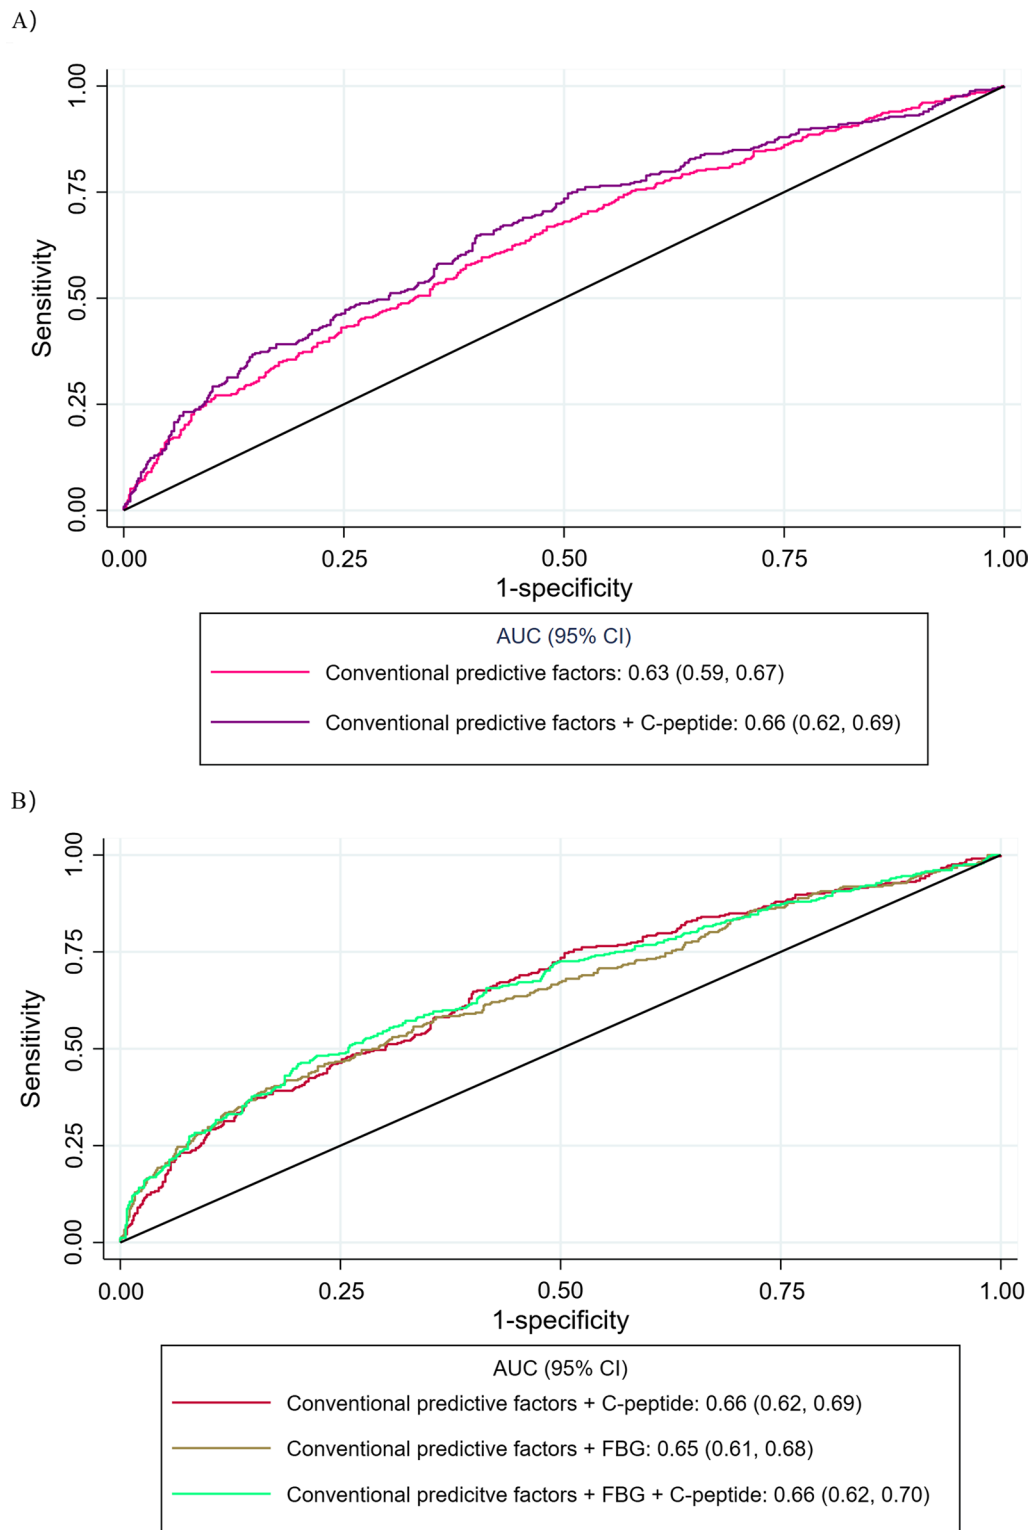 A)
1.00
0.75
0.50
0.25
0.00
Sensitivity
0.00 0.25 0.50 0.75 1.00
1-specificity
AUC (95% CI)
Conventional predictive factors: 0.63 (0.59, 0.67)
Conventional predictive factors + C-peptide: 0.66 (0.62, 0.69)
B)
1.00
0.75
0.50
0.25
0.00
Sensitivity
0.00 0.25 0.50 0.75 1.00
1-specificity
AUC (95% CI)
Conventional predictive factors + C-peptide: 0.66 (0.62, 0.69)
Conventional predictive factors + FBG: 0.65 (0.61, 0.68)
Conventional predicitve factors + FBG + C-peptide: 0.66 (0.62, 0.70)